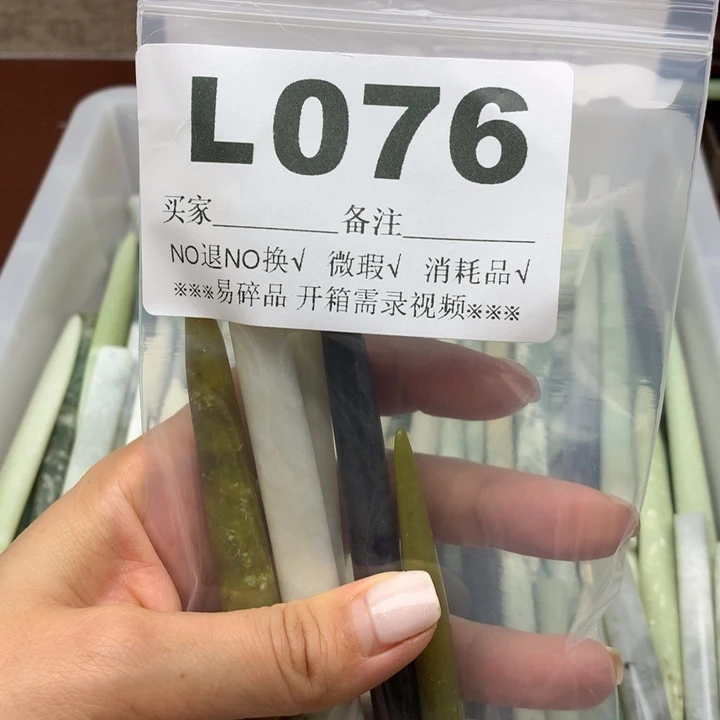 L076
买家________备注________
NO退NO换√ 微瑕√ 消耗品√
※※※易碎品 开箱需录视频※※※